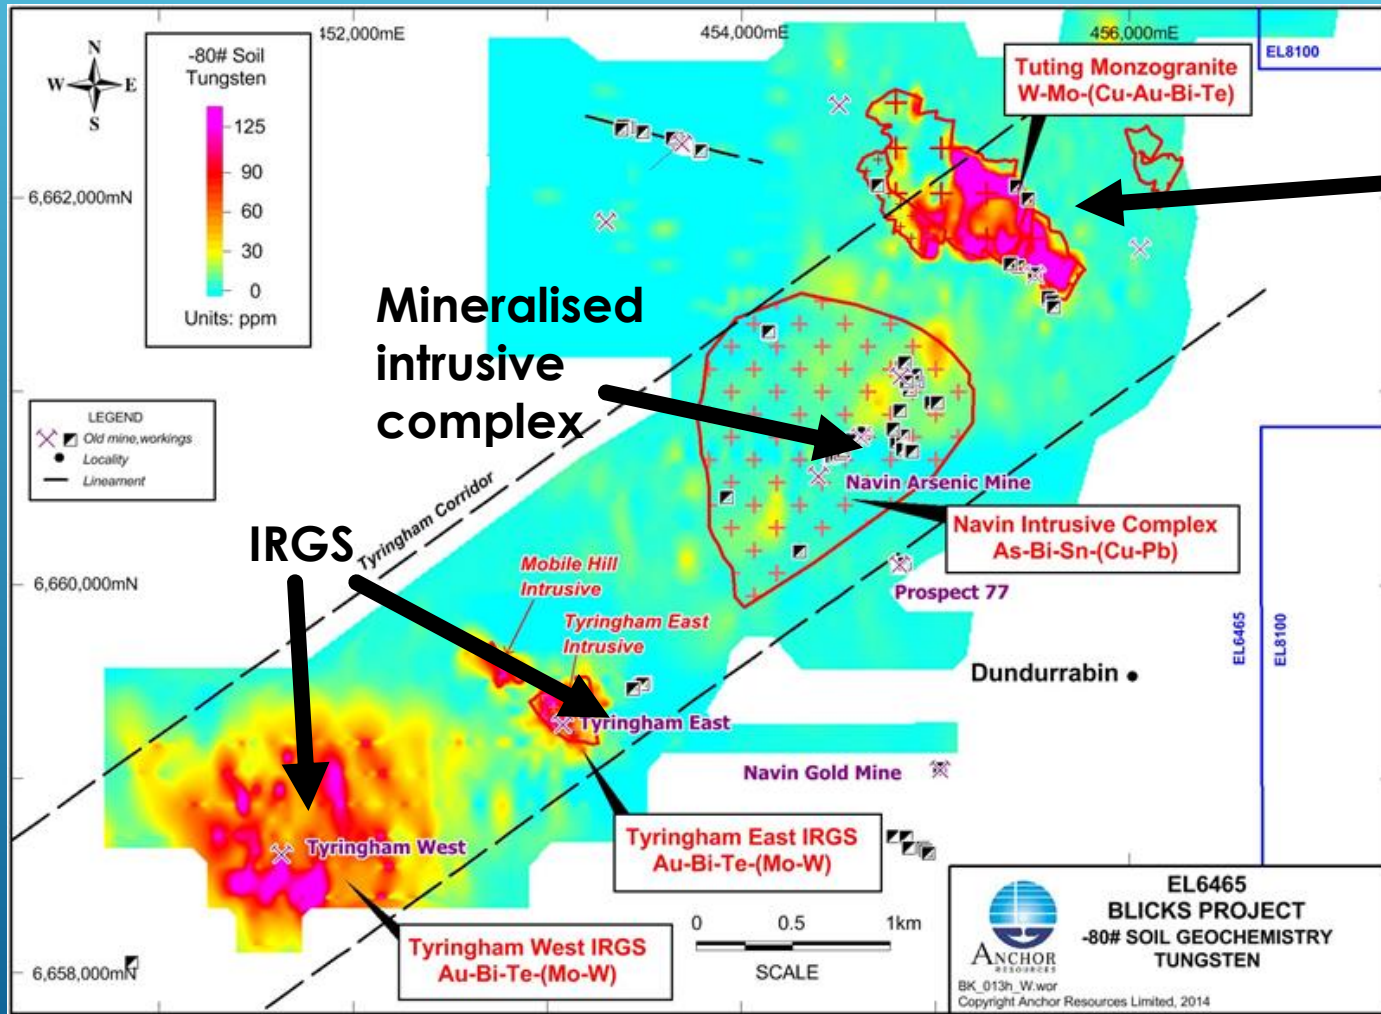 452,000mE
454,000mE
456,000mE
EL8100
N
W E
S
-80# Soil
Tungsten
125
90
60
30
0
Units: ppm
Tuting Monzogranite
W-Mo-(Cu-Au-Bi-Te)
6,662,000mN
Mineralised
intrusive
complex
LEGEND
Old mine,workings
Locality
Lineament
Tyringham Corridor
Navin Arsenic Mine
Navin Intrusive Complex
As-Bi-Sn-(Cu-Pb)
IRGS
Mobile Hill
Intrusive
6,660,000mN
Prospect 77
Tyringham East
Intrusive
EL6465
EL8100
Dundurrabin
Tyringham East
Navin Gold Mine
Tyringham West
Tyringham East IRGS
Au-Bi-Te-(Mo-W)
Tyringham West IRGS
Au-Bi-Te-(Mo-W)
6,658,000mN
0 0.5 1km
SCALE
EL6465
BLICKS PROJECT
-80# SOIL GEOCHEMISTRY
TUNGSTEN
ANCHOR
RESOURCES
BK_013h_W.wor
Copyright Anchor Resources Limited, 2014